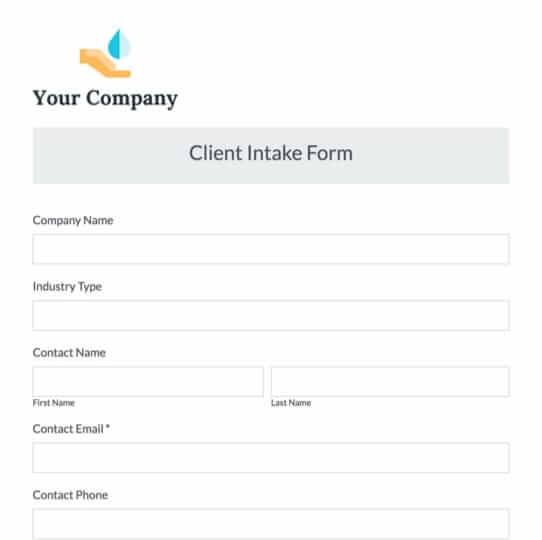 Your Company
Client Intake Form
Company Name
Industry Type
Contact Name
First Name Last Name
Contact Email *
Contact Phone